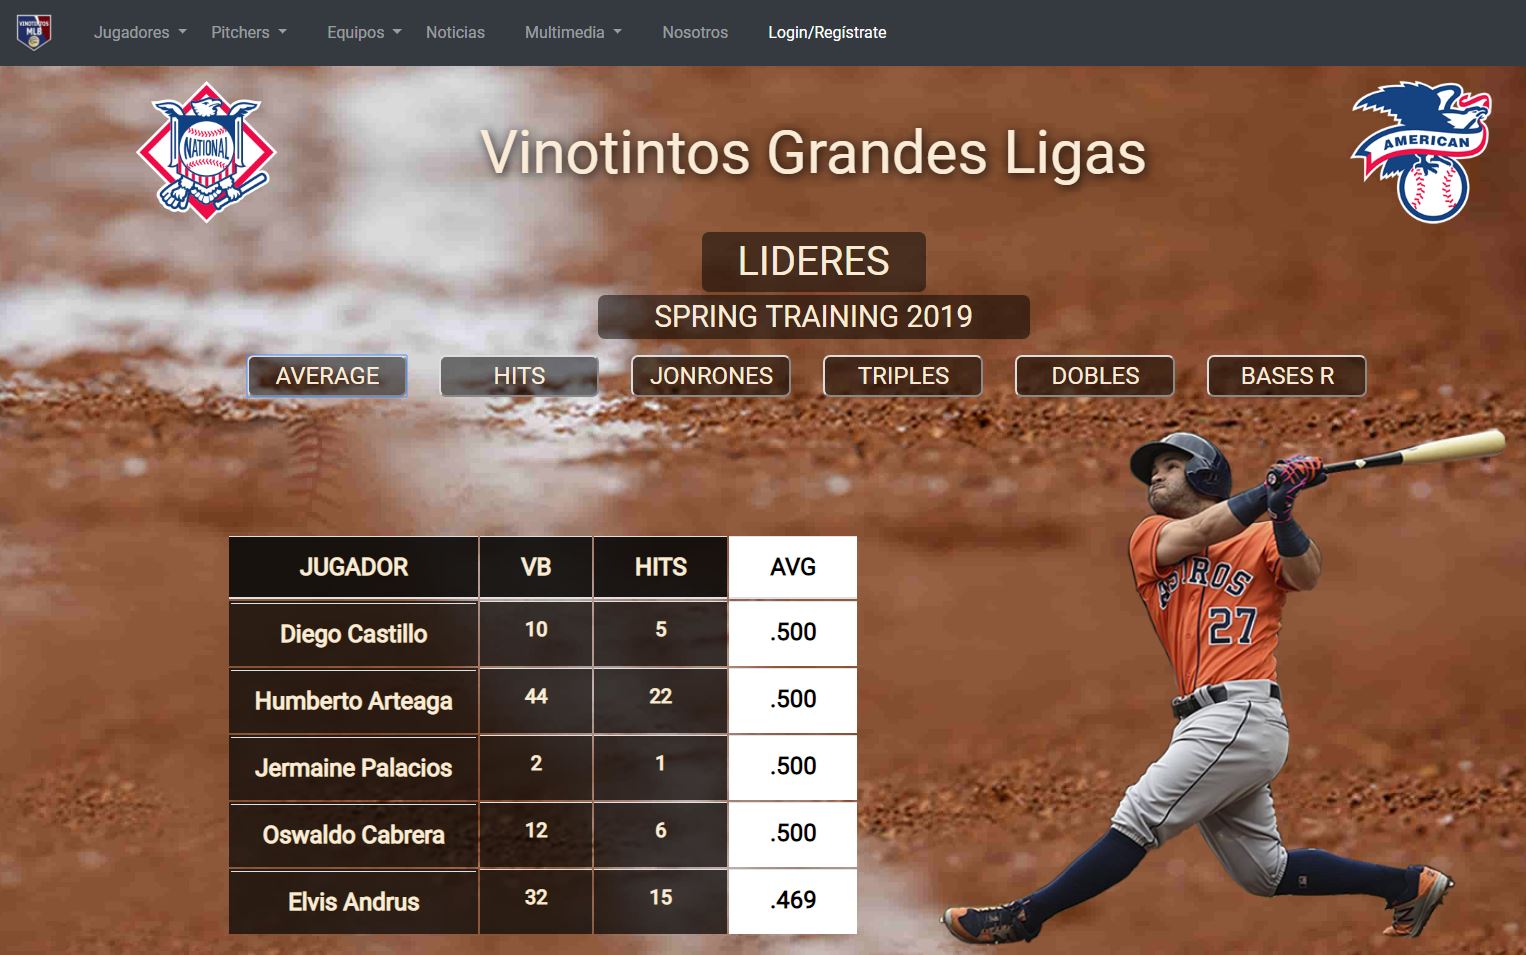 VINOTINTOS
MLB
Jugadores
Pitchers
Equipos
Noticias
Multimedia
Nosotros
Login/Regístrate
NATIONAL
Vinotintos Grandes Ligas
AMERICAN
LIDERES
SPRING TRAINING 2019
AVERAGE
HITS
JONRONES
TRIPLES
DOBLES
BASES R
JUGADOR VB HITS AVG
Diego Castillo 10 5 .500
Humberto Arteaga 44 22 .500
Jermaine Palacios 2 1 .500
Oswaldo Cabrera 12 6 .500
Elvis Andrus 32 15 .469
ASTROS
27